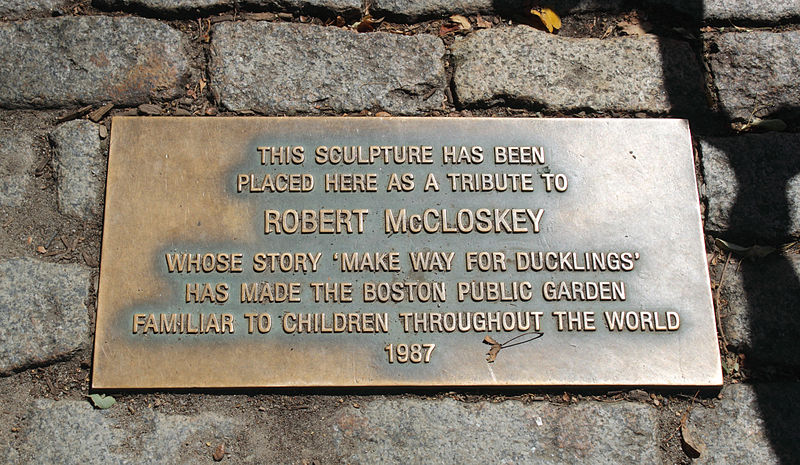 THIS SCULPTURE HAS BEEN
PLACED HERE AS A TRIBUTE TO
ROBERT McCLOSKEY
WHOSE STORY 'MAKE WAY FOR DUCKLINGS'
HAS MADE THE BOSTON PUBLIC GARDEN
FAMILIAR TO CHILDREN THROUGHOUT THE WORLD
1987